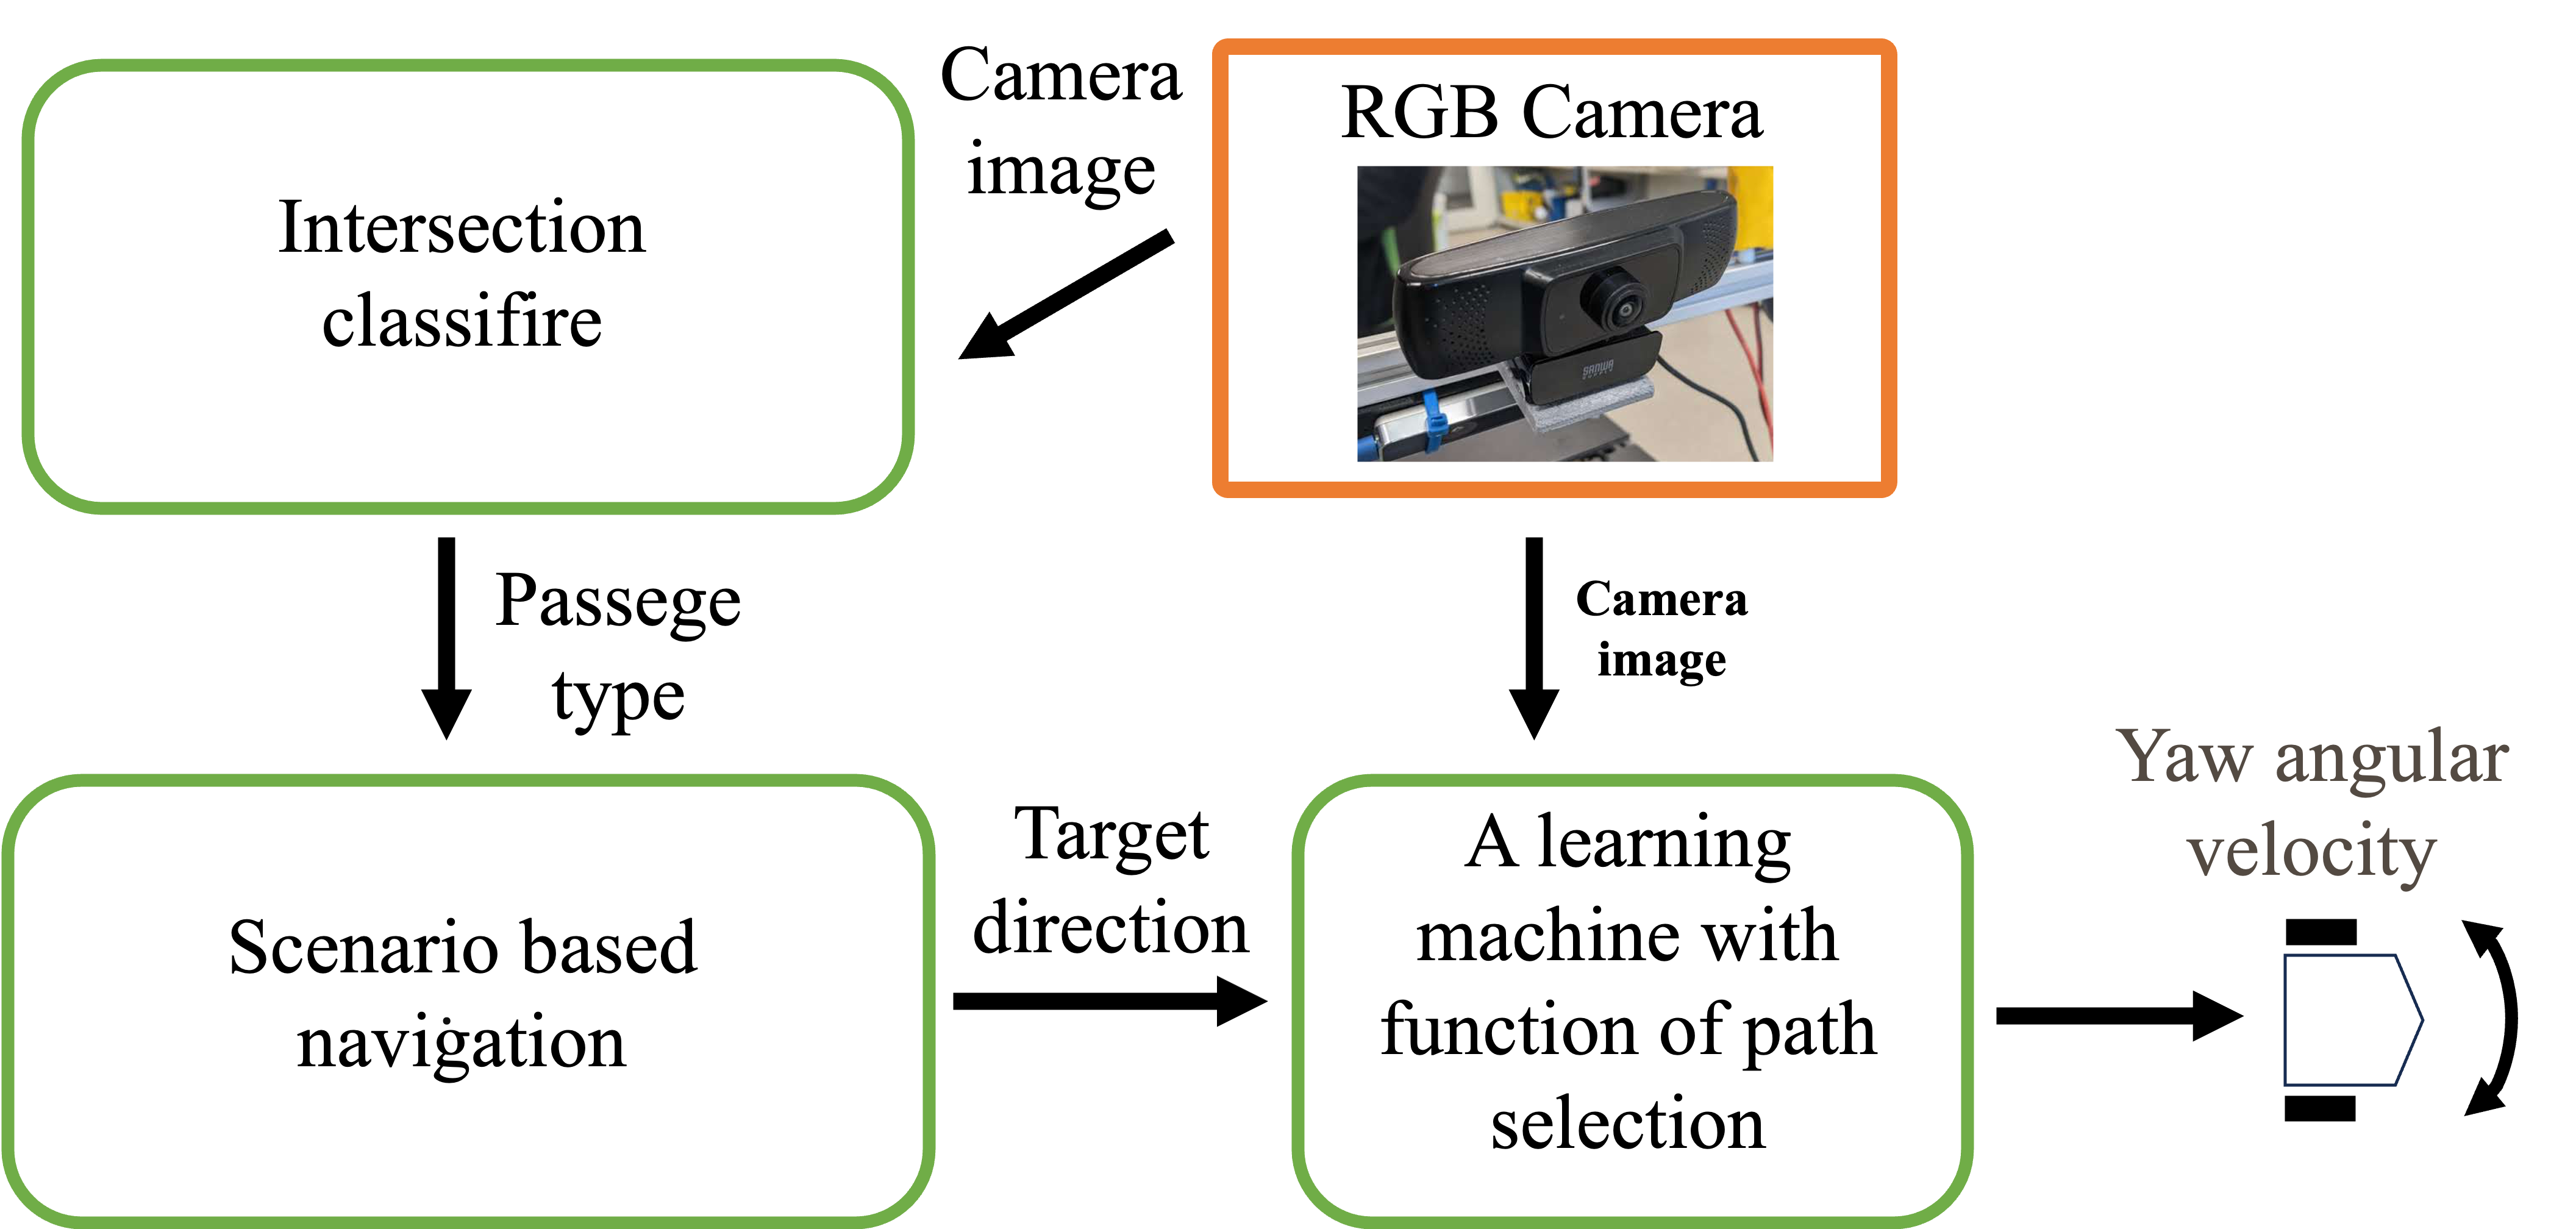 Camera
image
RGB Camera
Intersection
classifire
SANWA
Passege
type
Camera
image
Yaw angular
velocity
Target
direction
A learning
machine with
function of path
selection
Scenario based
navigation